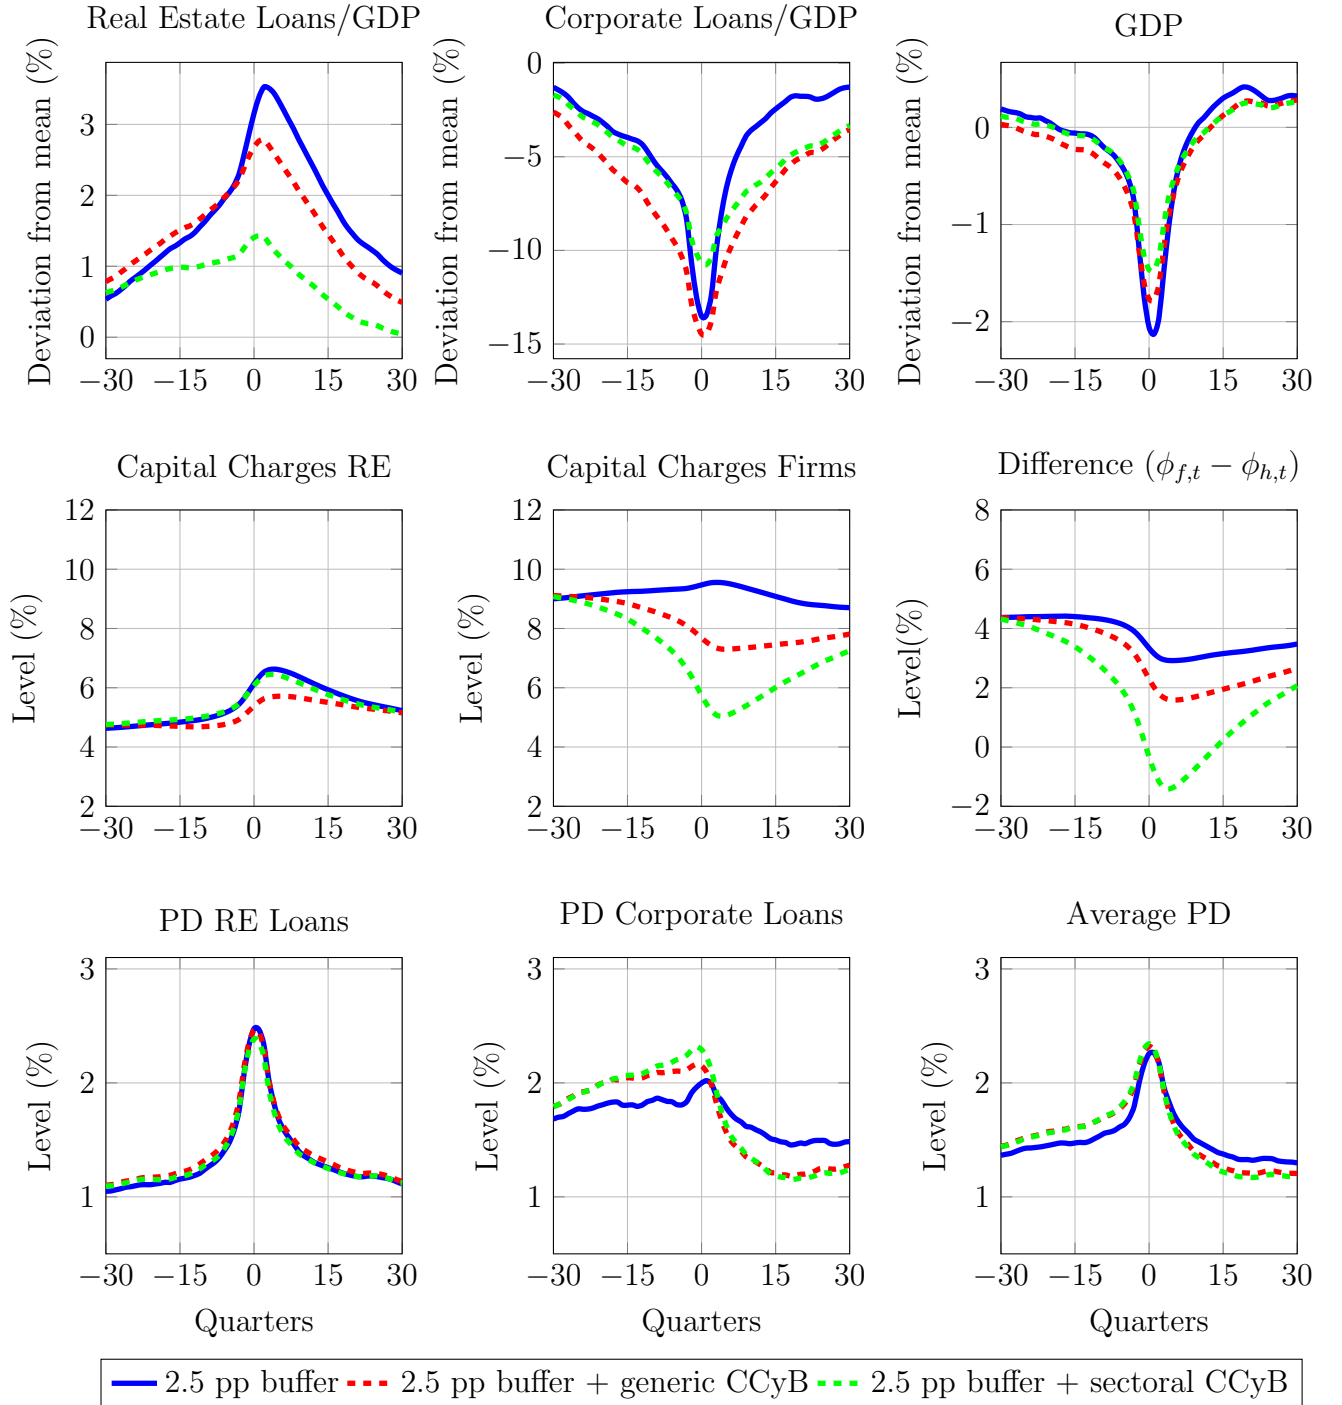 Real Estate Loans/GDP
Corporate Loans/GDP
GDP
Deviation from mean (%)
3
2
1
0
−30 −15 0 15 30
Deviation from mean (%)
0
−5
−10
−15
−30 −15 0 15 30
Deviation from mean (%)
0
−1
−2
−30 −15 0 15 30
Capital Charges RE
Capital Charges Firms
Difference (ϕf,t − ϕh,t)
Level (%)
12
10
8
6
4
2
−30 −15 0 15 30
Level (%)
12
10
8
6
4
2
−30 −15 0 15 30
Level(%)
8
6
4
2
0
−2
−30 −15 0 15 30
PD RE Loans
PD Corporate Loans
Average PD
Level (%)
3
2
1
−30 −15 0 15 30
Quarters
Level (%)
3
2
1
−30 −15 0 15 30
Quarters
Level (%)
3
2
1
−30 −15 0 15 30
Quarters
2.5 pp buffer 2.5 pp buffer + generic CCyB 2.5 pp buffer + sectoral CCyB